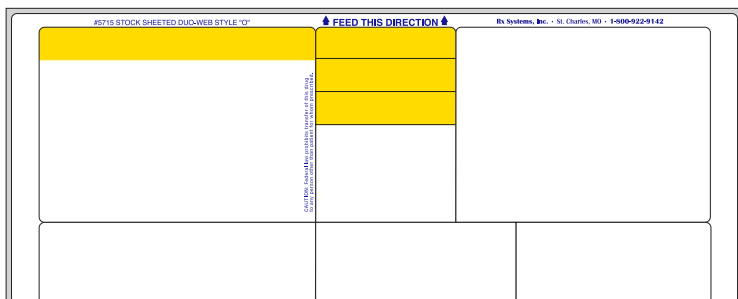 #5715 STOCK SHEETED DUO-WEB STYLE "O"
FEED THIS DIRECTION
Rx Systems, Inc. · St. Charles, MO · 1-800-922-9142
CAUTION: Federal law prohibits transfer of this drug
to any person other than patient for whom prescribed.